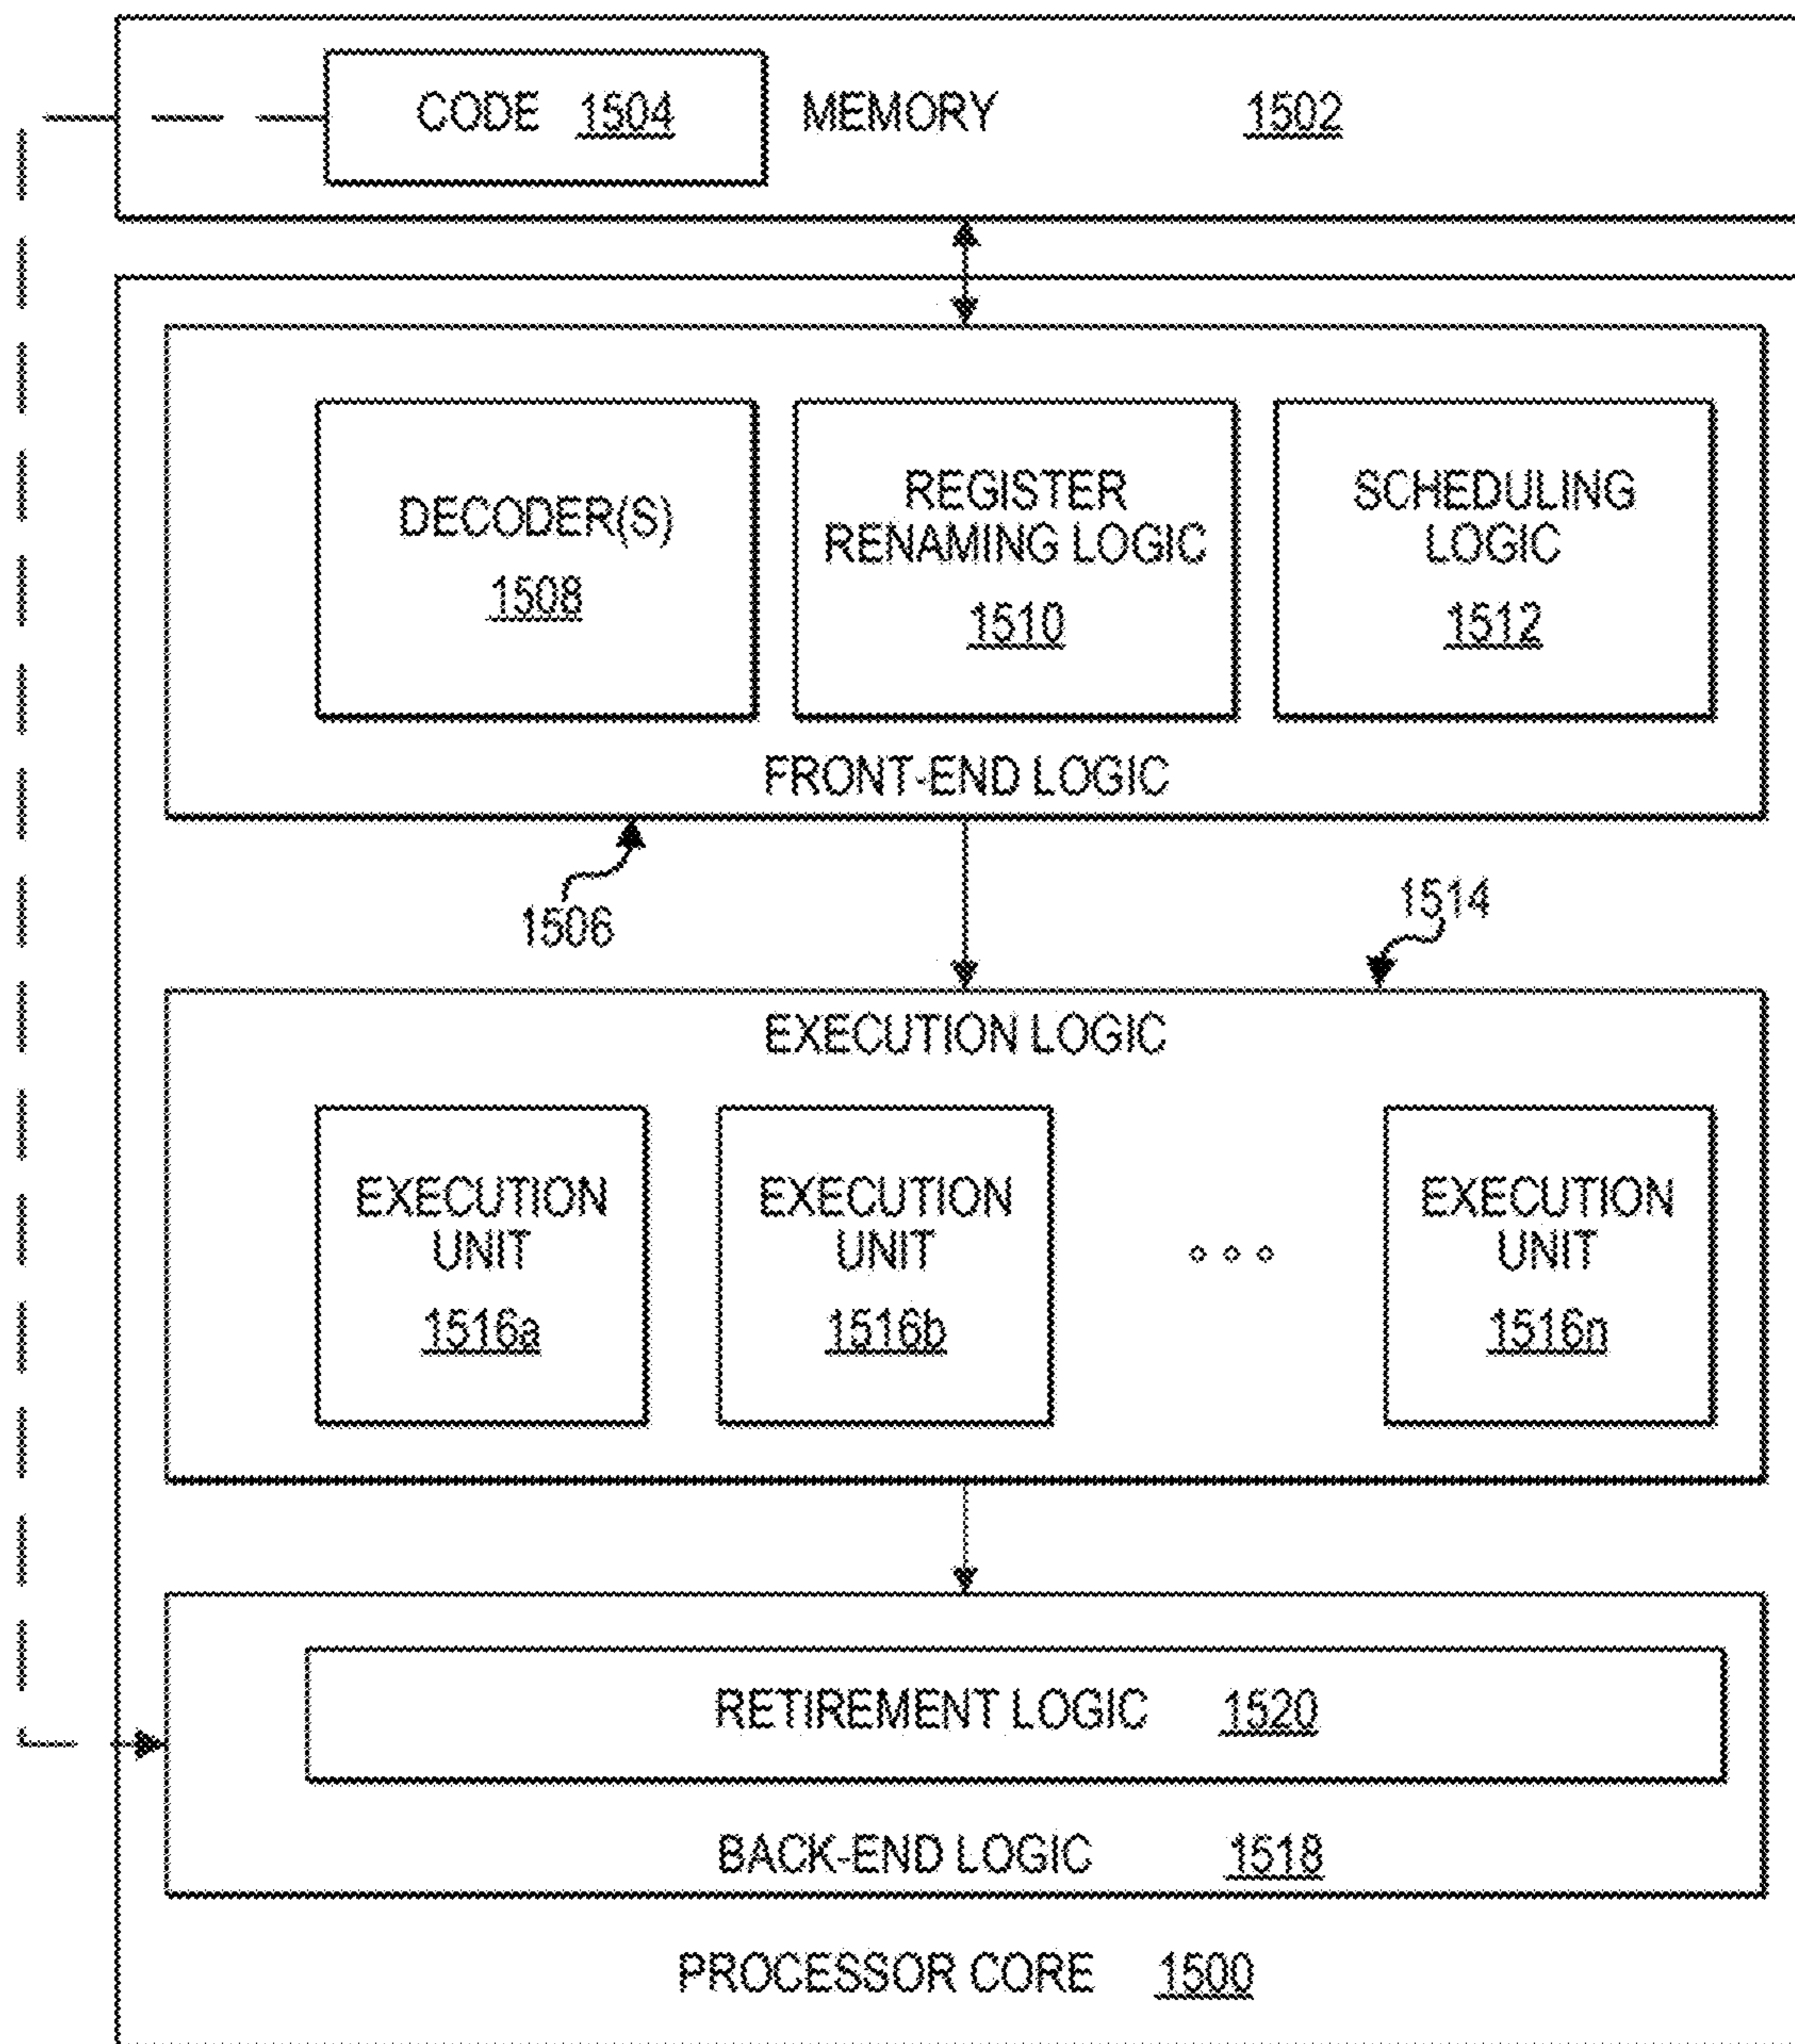 CODE 1504 MEMORY 1502
DECODER(S)
1508
REGISTER
RENAMING LOGIC
1510
SCHEDULING
LOGIC
1512
FRONT-END LOGIC
1506
1514
EXECUTION LOGIC
EXECUTION
UNIT
1516a
EXECUTION
UNIT
1516b
EXECUTION
UNIT
1516n
RETIREMENT LOGIC 1520
BACK-END LOGIC 1518
PROCESSOR CORE 1500